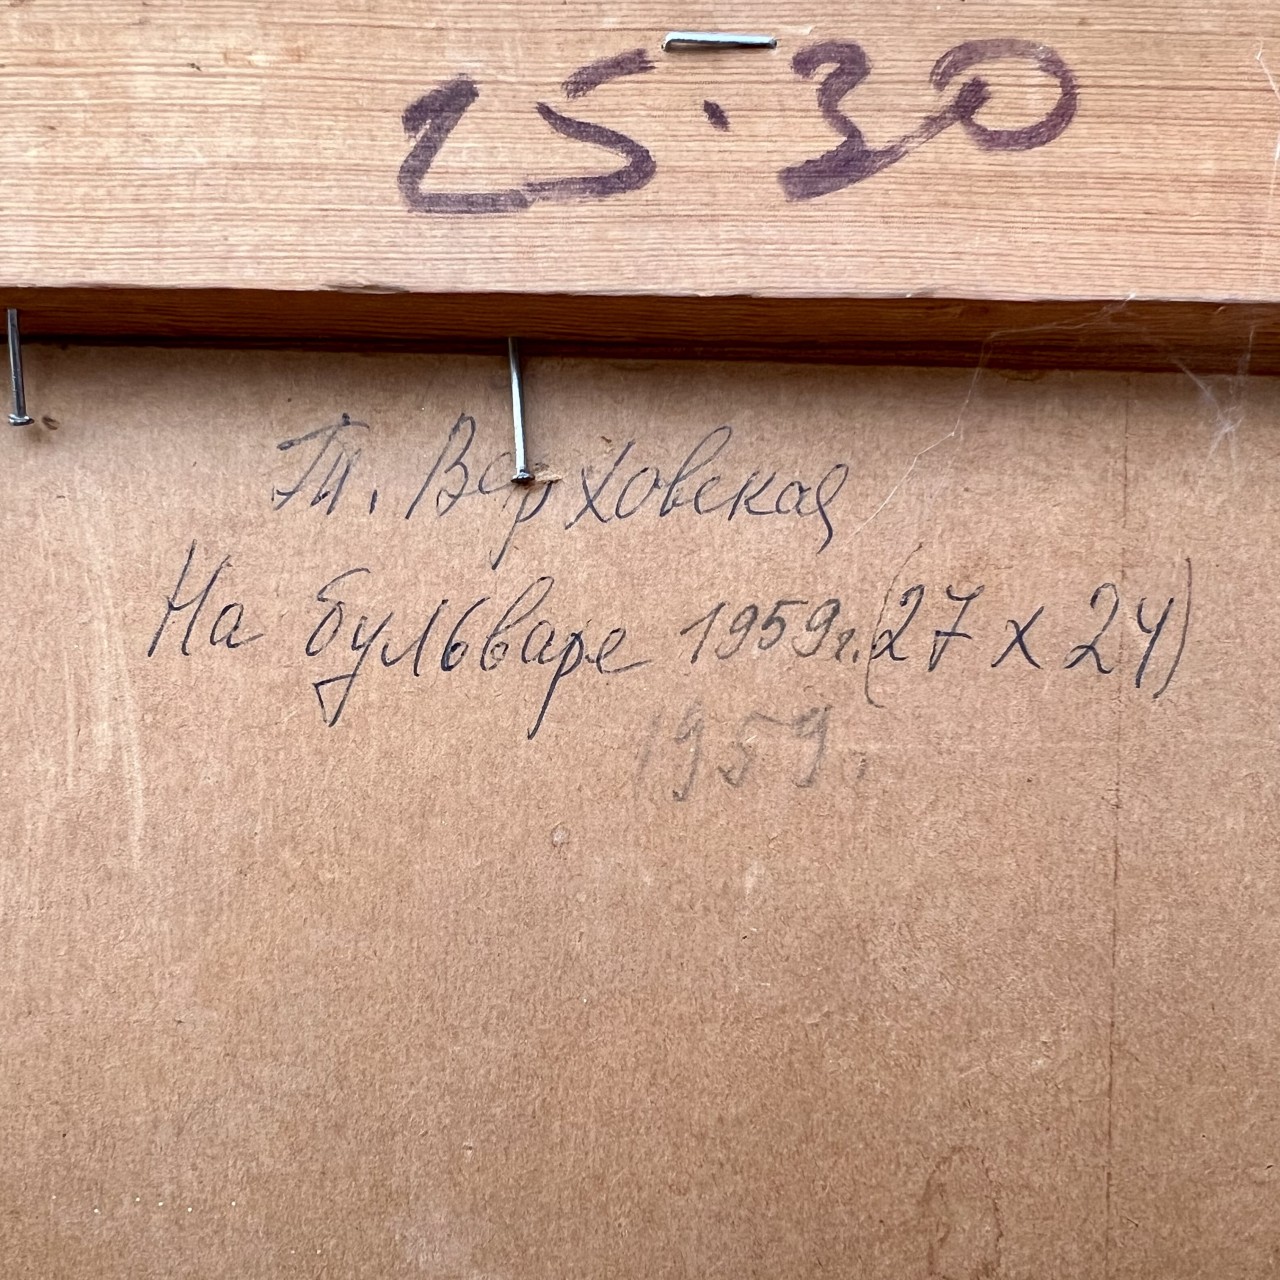 25.30
Т. Верховская
На бульваре 1959г. (27 x 24)
1959.